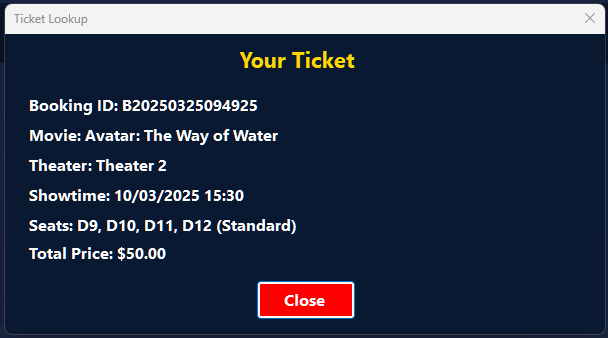 Ticket Lookup
Your Ticket
Booking ID: B20250325094925
Movie: Avatar: The Way of Water
Theater: Theater 2
Showtime: 10/03/2025 15:30
Seats: D9, D10, D11, D12 (Standard)
Total Price: $50.00
Close